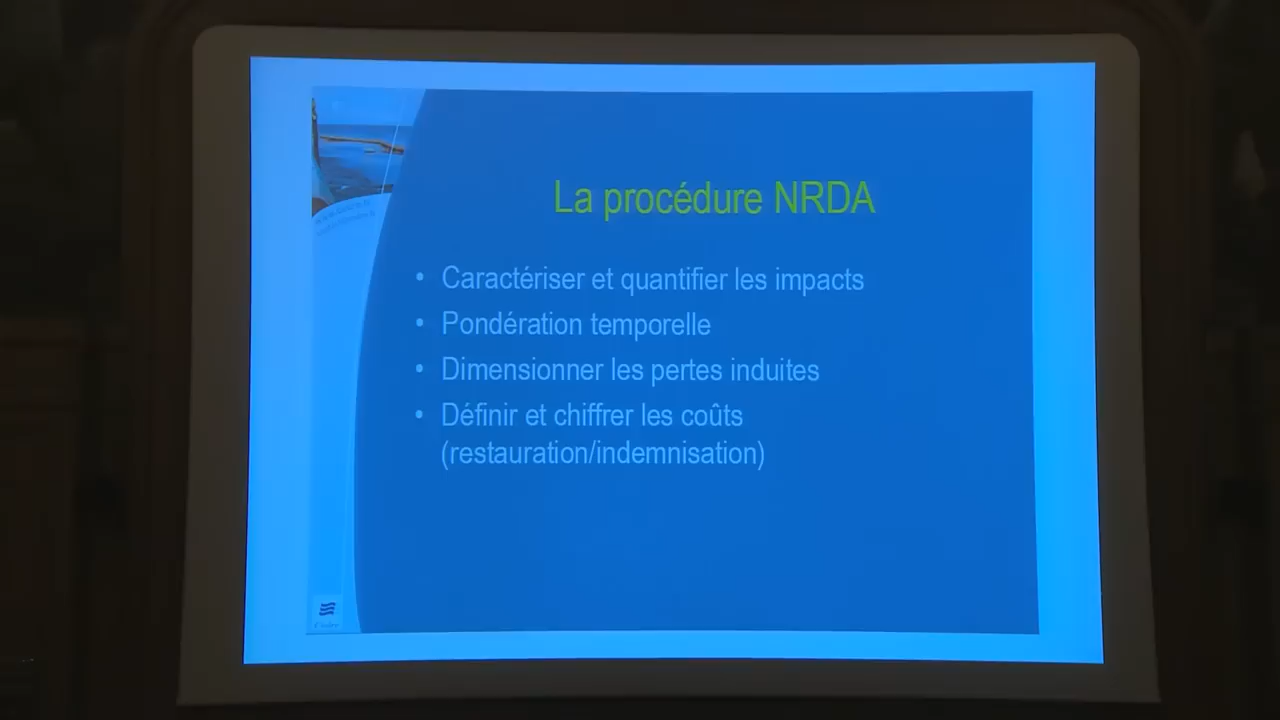 La procédure NRDA
• Caractériser et quantifier les impacts
• Pondération temporelle
• Dimensionner les pertes induites
• Définir et chiffrer les coûts
(restauration/indemnisation)